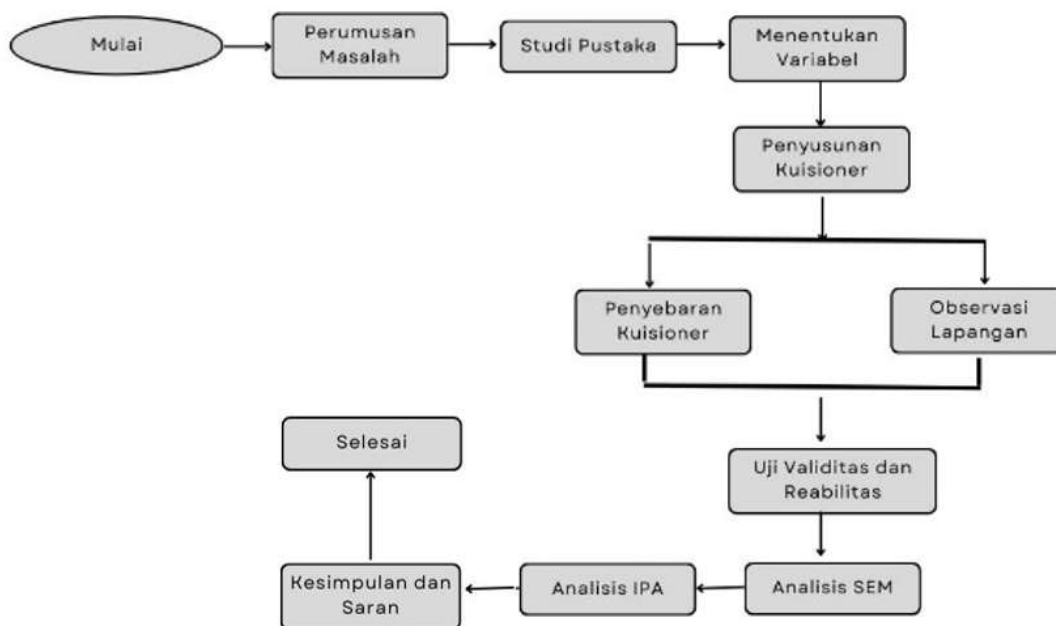 Mulai
Perumusan
Masalah
Studi Pustaka
Menentukan
Variabel
Penyusunan
Kuisioner
Penyebaran
Kuisioner
Observasi
Lapangan
Uji Validitas dan
Reabilitas
Analisis SEM
Analisis IPA
Kesimpulan dan
Saran
Selesai